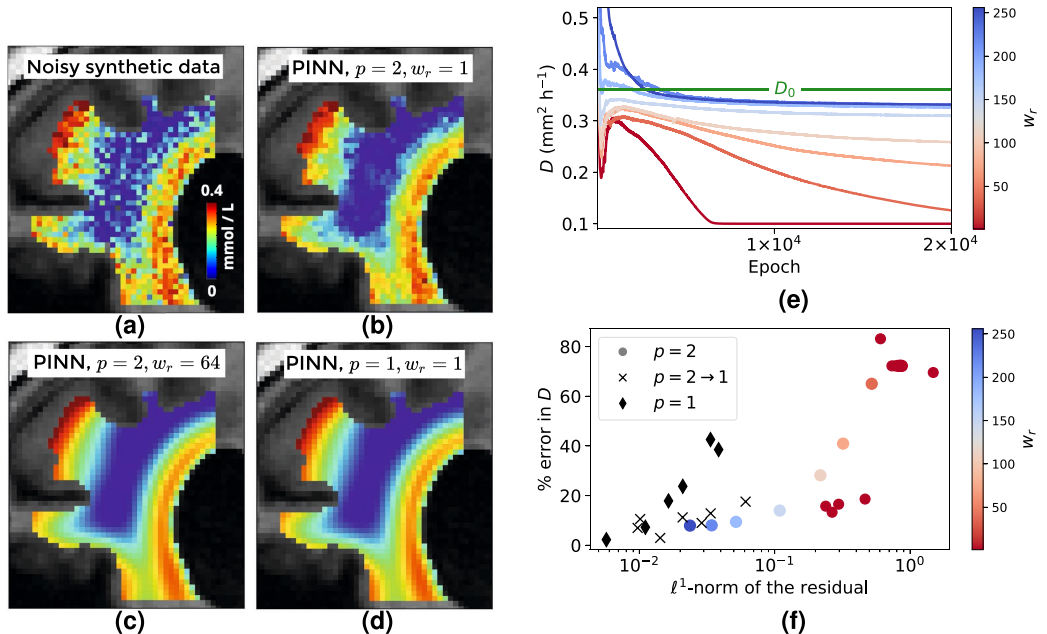 Noisy synthetic data
0.4
mmol / L
0
(a)
PINN, p = 2, w_r = 1
(b)
PINN, p = 2, w_r = 64
(c)
PINN, p = 1, w_r = 1
(d)
0.5
0.4
0.3
0.2
0.1
D (mm² h⁻¹)
D₀
1×10⁴
2×10⁴
Epoch
250
200
150
100
50
w_r
(e)
80
60
40
20
0
% error in D
p = 2
p = 2 → 1
p = 1
10⁻²
10⁻¹
10⁰
ℓ¹-norm of the residual
250
200
150
100
50
w_r
(f)